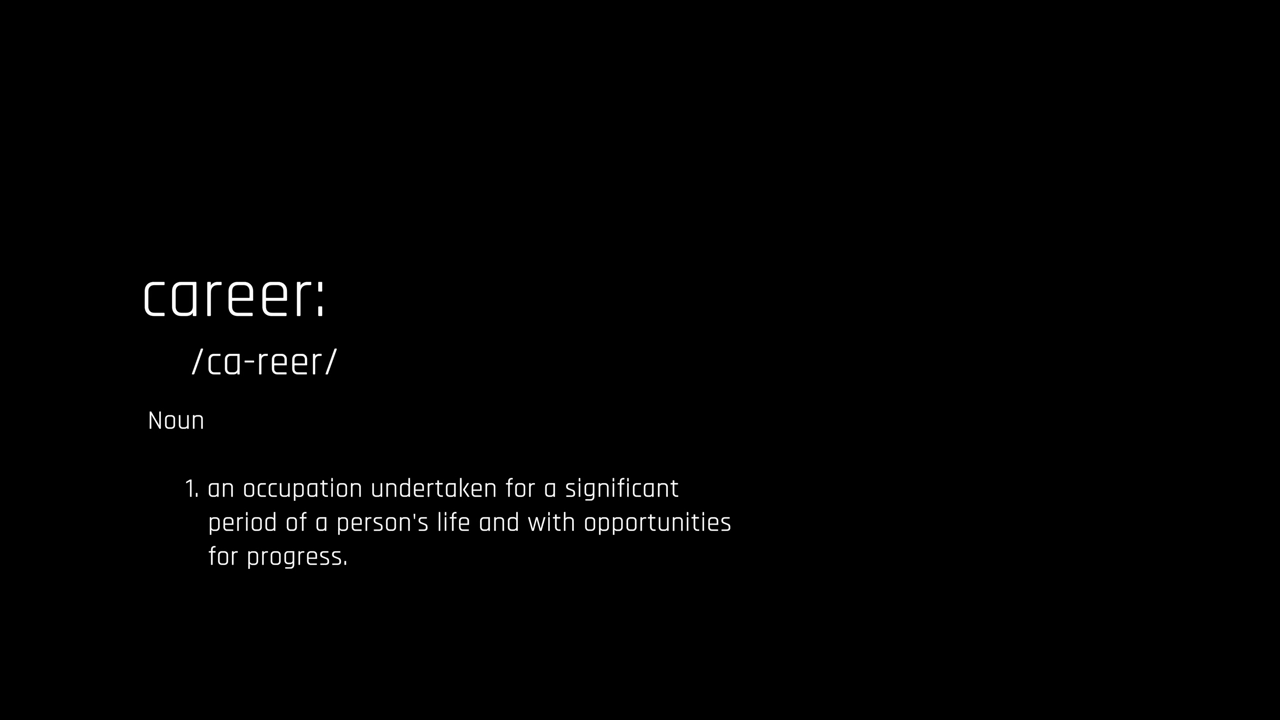 career:
/ca-reer/
Noun
1. an occupation undertaken for a significant
period of a person's life and with opportunities
for progress.